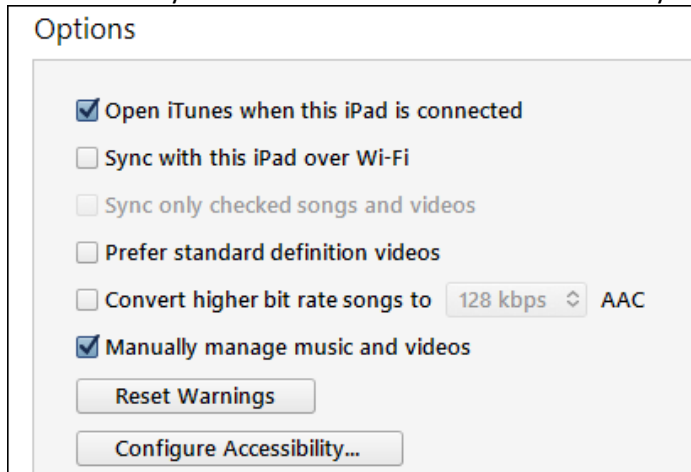 Options
Open iTunes when this iPad is connected
Sync with this iPad over Wi-Fi
Sync only checked songs and videos
Prefer standard definition videos
Convert higher bit rate songs to 128 kbps AAC
Manually manage music and videos
Reset Warnings
Configure Accessibility...